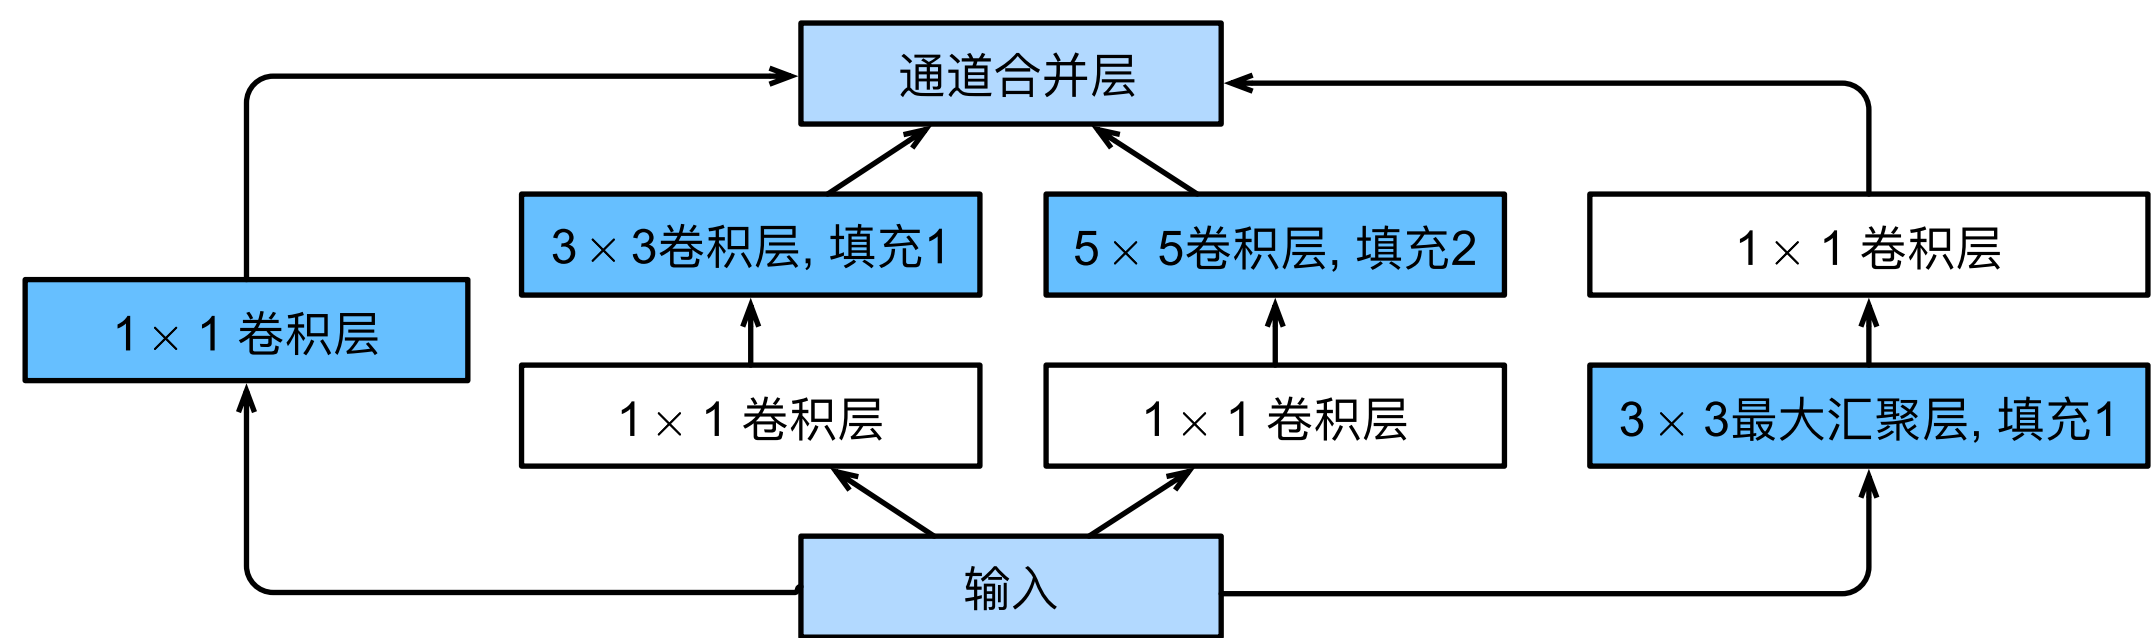 通道合并层
3 × 3卷积层, 填充1
5 × 5卷积层, 填充2
1 × 1 卷积层
1 × 1 卷积层
1 × 1 卷积层
1 × 1 卷积层
3 × 3最大汇聚层, 填充1
输入